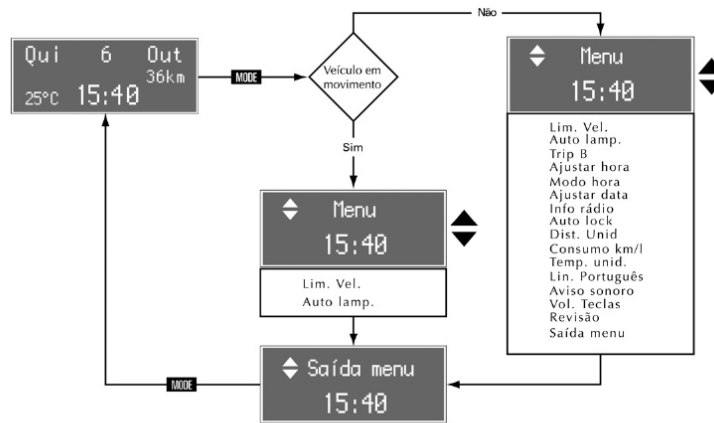 Qui 6 Out
36km
25°C 15:40
MODE
Veículo em
movimento
Não
Sim
Menu
15:40
Lim. Vel.
Auto lamp.
Menu
15:40
Lim. Vel.
Auto lamp.
Trip B
Ajustar hora
Modo hora
Ajustar data
Info rádio
Auto lock
Dist. Unid
Consumo km/l
Temp. unid.
Lin. Português
Aviso sonoro
Vol. Teclas
Revisão
Saída menu
Saída menu
15:40
MODE